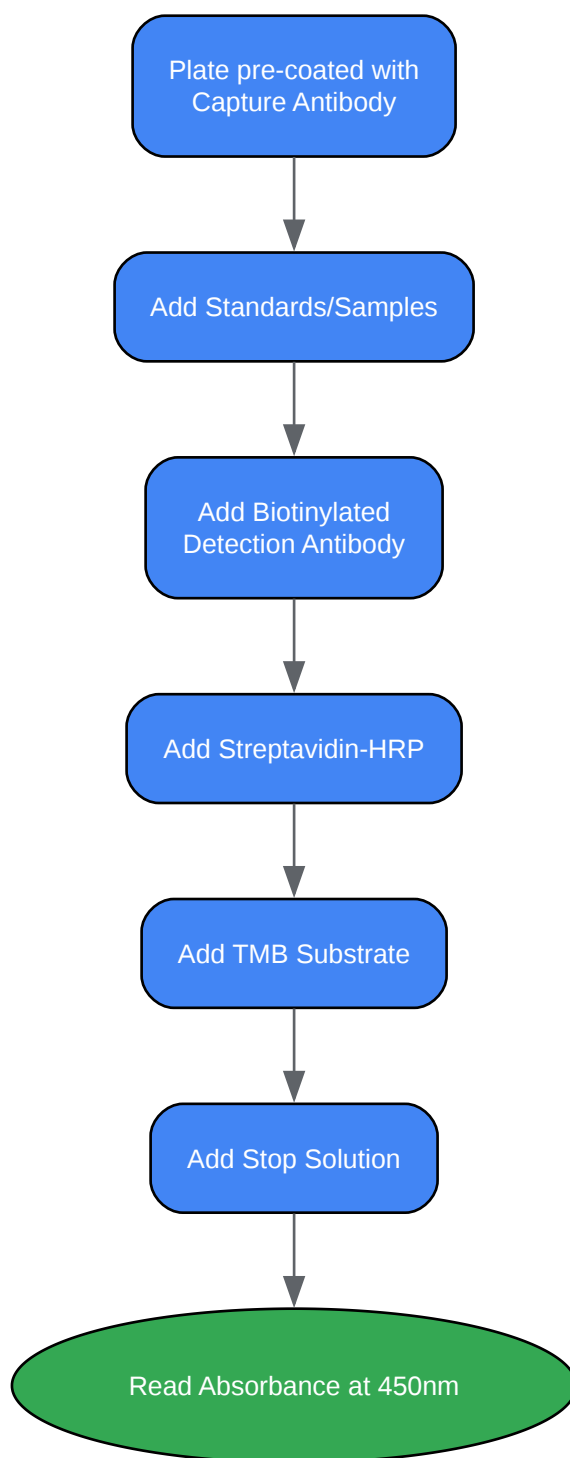 Plate pre-coated with
Capture Antibody
Add Standards/Samples
Add Biotinylated
Detection Antibody
Add Streptavidin-HRP
Add TMB Substrate
Add Stop Solution
Read Absorbance at 450nm